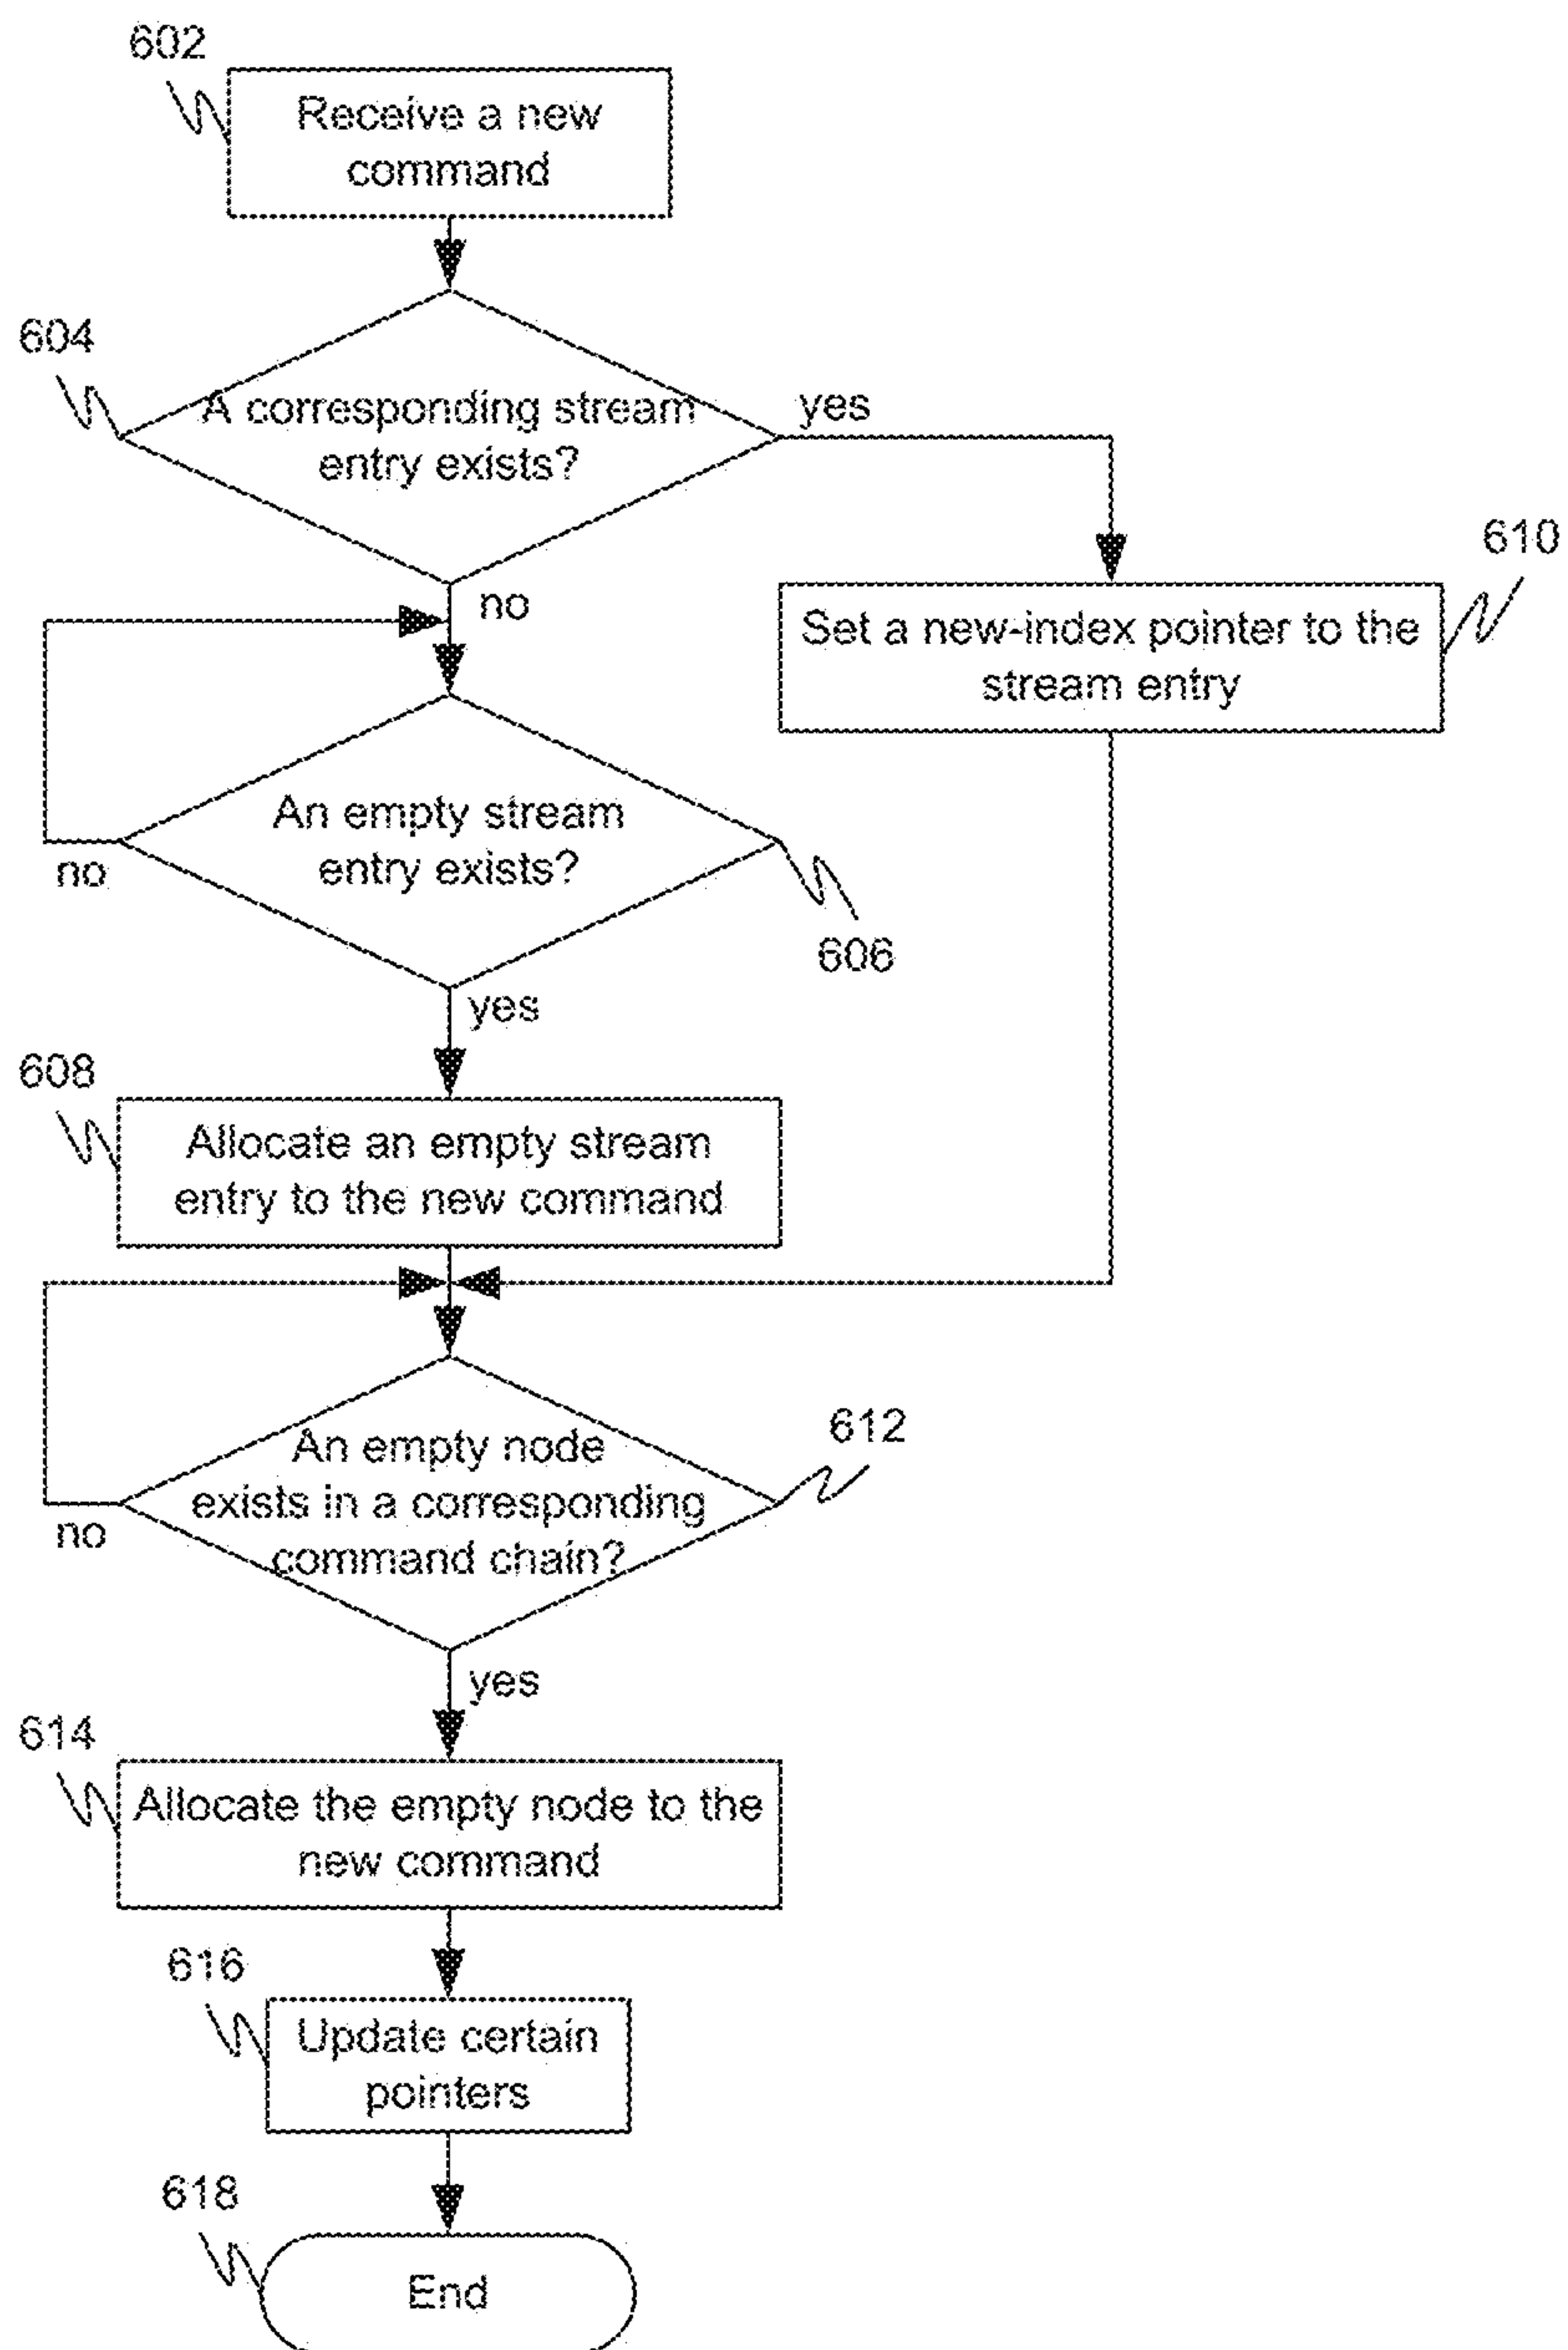 602
Receive a new
command
604
A corresponding stream
entry exists?
yes
no
610
Set a new-index pointer to the
stream entry
An empty stream
entry exists?
no
606
yes
608
Allocate an empty stream
entry to the new command
612
An empty node
exists in a corresponding
command chain?
no
yes
614
Allocate the empty node to the
new command
616
Update certain
pointers
618
End